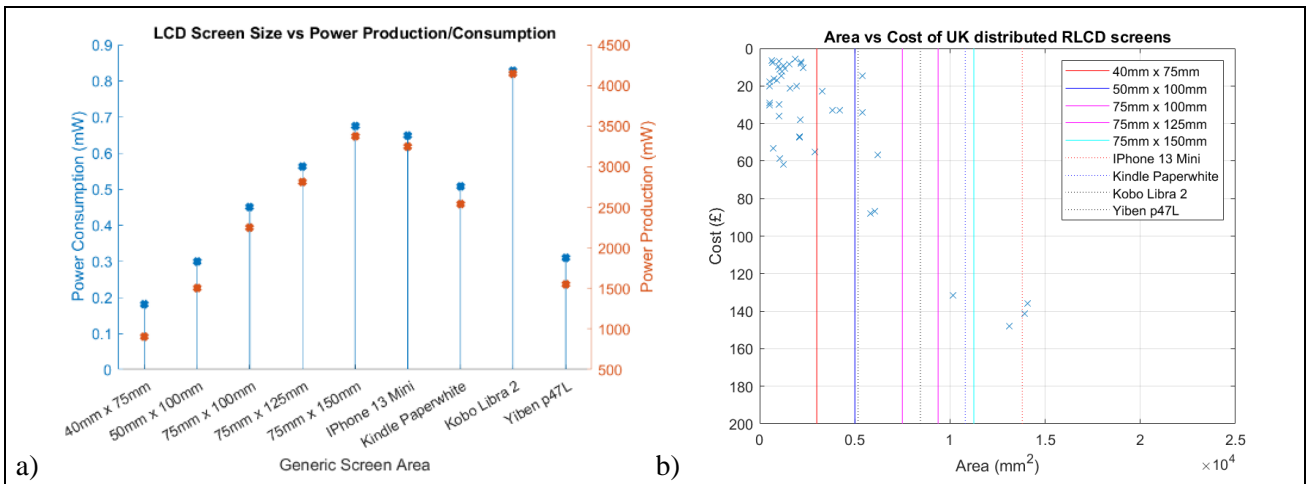 LCD Screen Size vs Power Production/Consumption
Power Consumption (mW)
0.9
0.8
0.7
0.6
0.5
0.4
0.3
0.2
0.1
0
4500
4000
3500
3000
2500
2000
1500
1000
500
Power Production (mW)
40mm x 75mm
50mm x 100mm
75mm x 100mm
75mm x 125mm
75mm x 150mm
IPhone 13 Mini
Kindle Paperwhite
Kobo Libra 2
Yiben p47L
Generic Screen Area
a)
Area vs Cost of UK distributed RLCD screens
Cost (£)
0
20
40
60
80
100
120
140
160
180
200
40mm x 75mm
50mm x 100mm
75mm x 100mm
75mm x 125mm
75mm x 150mm
IPhone 13 Mini
Kindle Paperwhite
Kobo Libra 2
Yiben p47L
0 0.5 1 1.5 2 2.5
Area (mm²)
×10⁴
b)